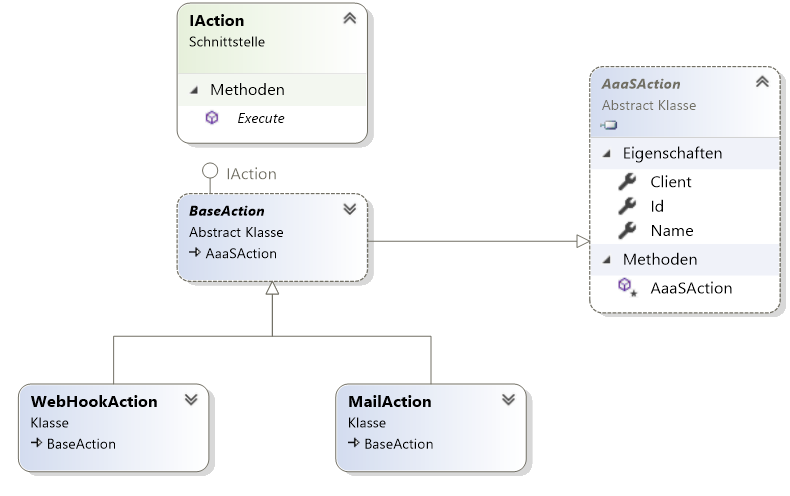 IAction
Schnittstelle
Methoden
Execute
AaaSAction
Abstract Klasse
Eigenschaften
Client
Id
Name
Methoden
AaaSAction
IAction
BaseAction
Abstract Klasse
AaaSAction
WebHookAction
Klasse
BaseAction
MailAction
Klasse
BaseAction